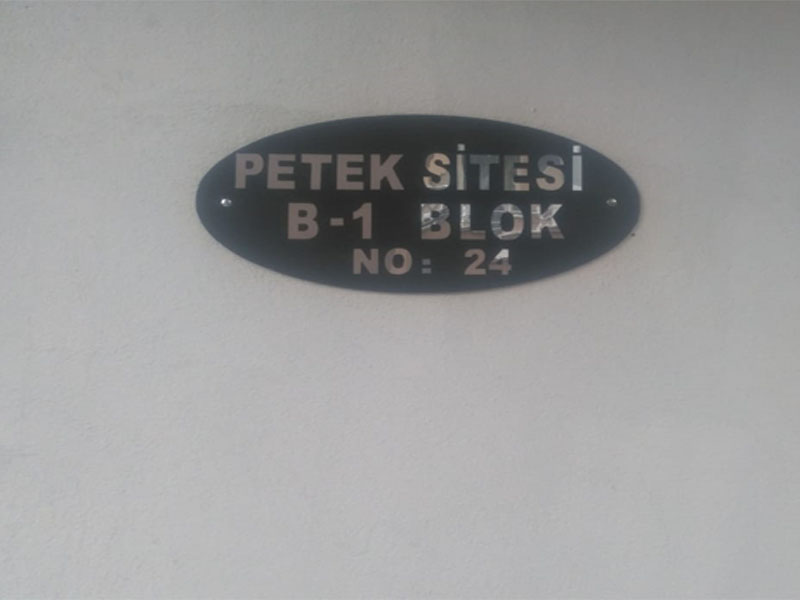 PETEK SİTESİ
B-1 BLOK
NO: 24